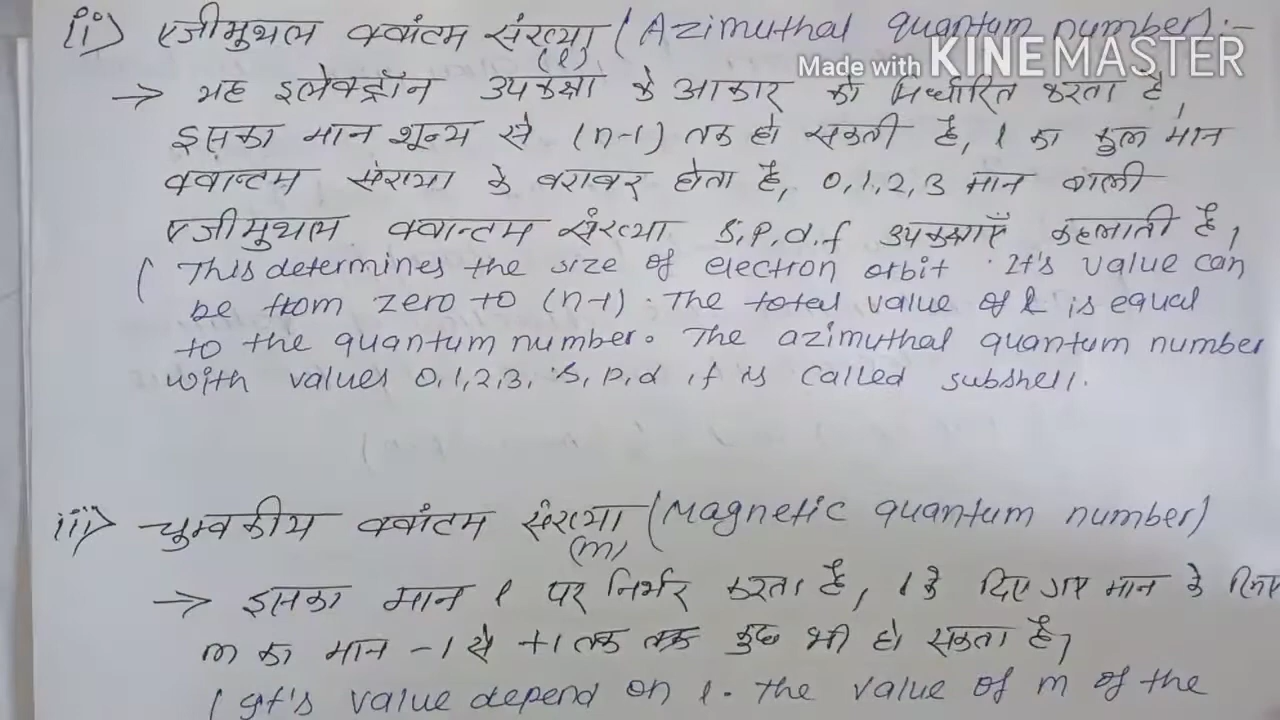 ii) एजीमुथल क्वांटम संख्या (Azimuthal quantum number):-
(l)
Made with KINEMASTER
→ यह इलेक्ट्रॉन उपकक्षा के आकार को निर्धारित करता है,
इसका मान शून्य से (n-1) तक हो सकती है, l का कुल मान
क्वान्टम संख्या के बराबर होता है, 0,1,2,3 मान वाली
एजीमुथल क्वान्टम संख्या s,p,d,f उपकक्षाएँ कहलाती है,
( This determines the size of electron orbit. It's value can
be from zero to (n-1). The total value of l is equal
to the quantum number. The azimuthal quantum number
with values 0,1,2,3, s,p,d,f is called subshell.
iii) चुम्बकीय क्वांटम संख्या (Magnetic quantum number)
(m)
→ इसका मान l पर निर्भर करता है, l के दिए गए मान के लिए
m का मान -l से +l तक कुछ भी हो सकता है,
( It's value depend on l. The value of m of the